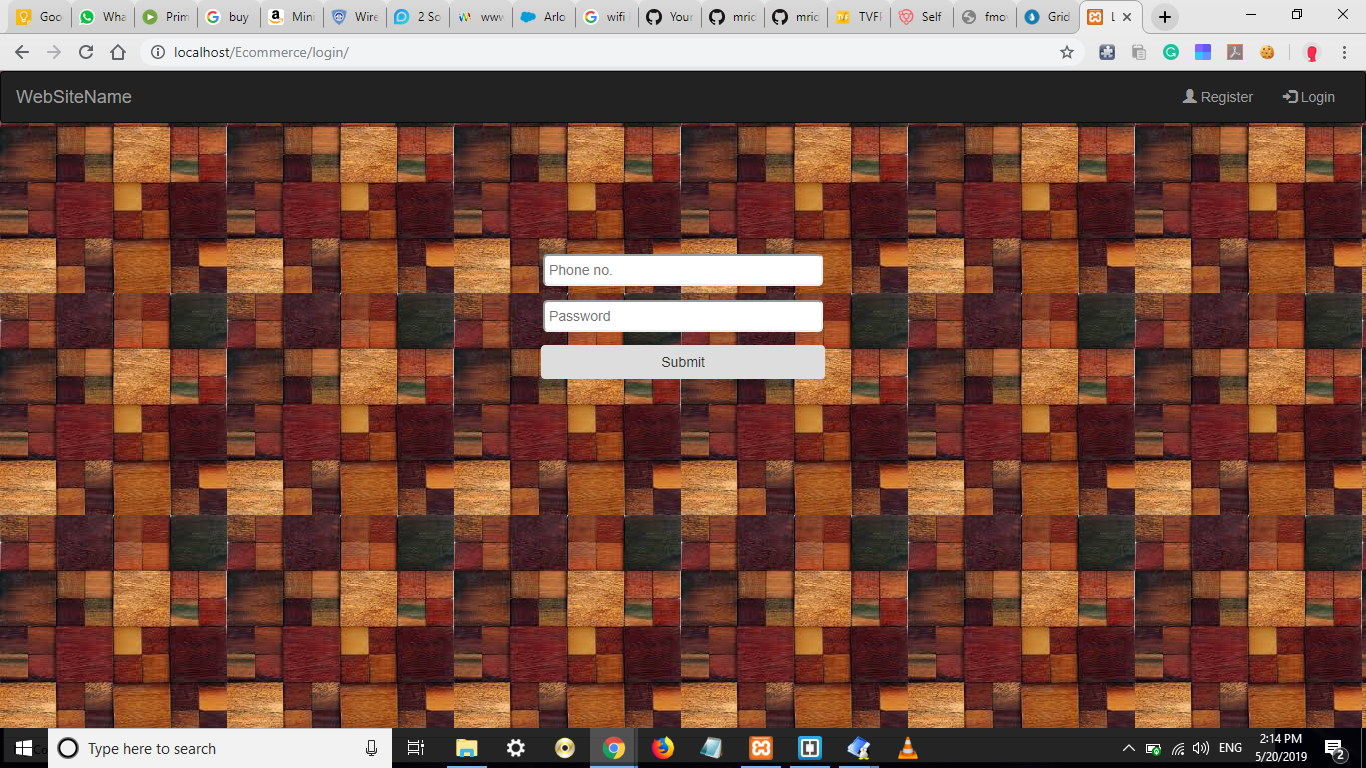 Goo
Wha
Prim
buy
Mini
Wire
2 So
www
Arlo
wifi
Your
mric
mric
TVF
Self
fmo
Grid
L
localhost/Ecommerce/login/
WebSiteName
Register
Login
Phone no.
Password
Submit
Type here to search
ENG
2:14 PM
5/20/2019
2